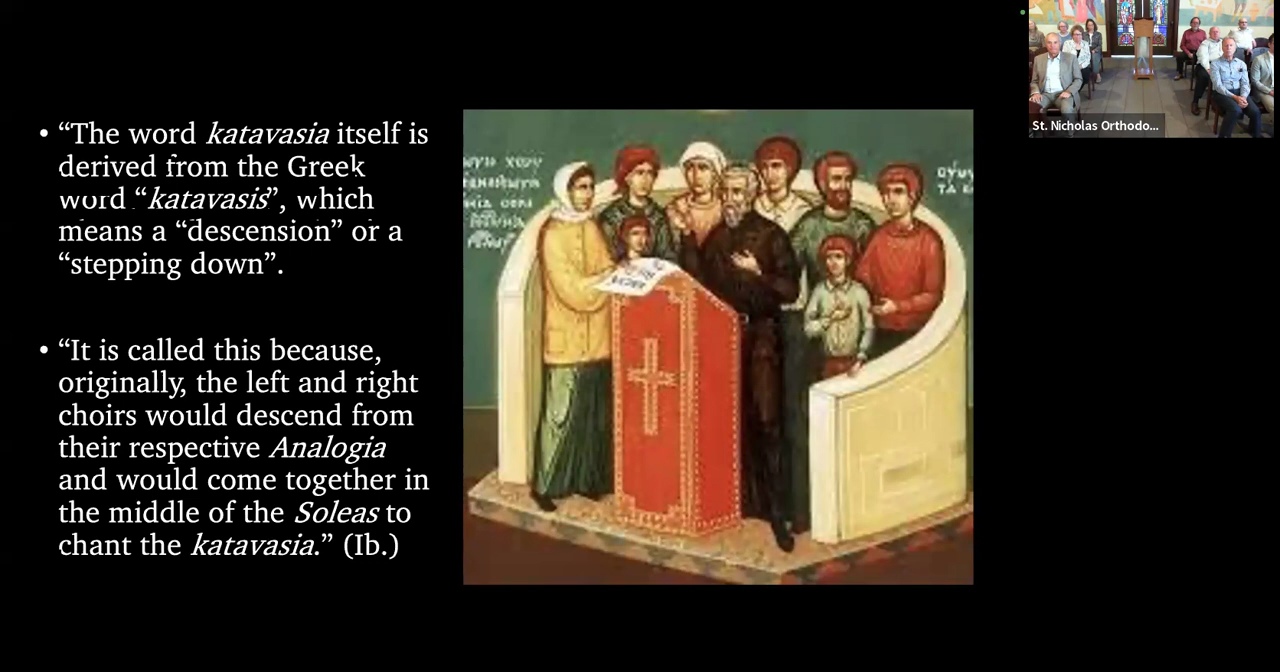 • “The word katavasia itself is
derived from the Greek
word “katavasis”, which
means a “descension” or a
“stepping down”.
• “It is called this because,
originally, the left and right
choirs would descend from
their respective Analogia
and would come together in
the middle of the Soleas to
chant the katavasia.” (Ib.)
St. Nicholas Orthodo...